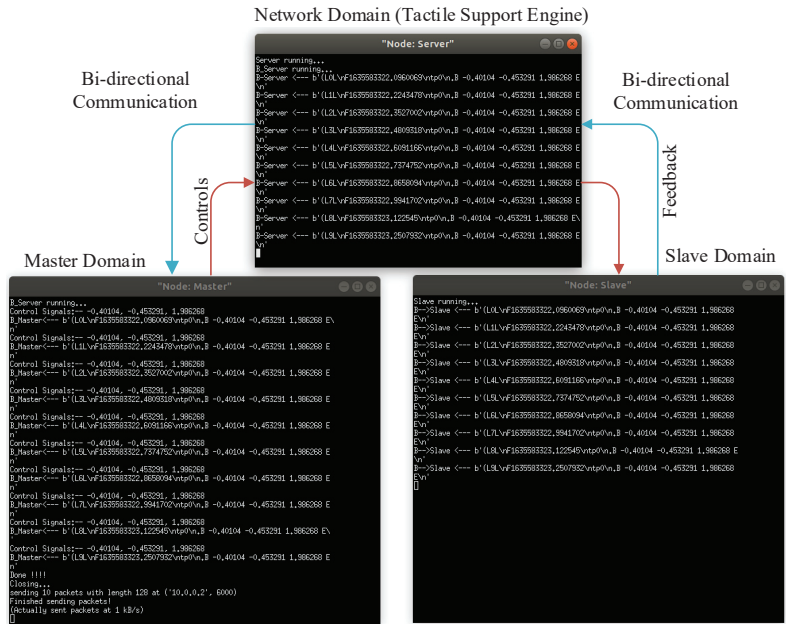 Network Domain (Tactile Support Engine)
"Node: Server"
Server running...
B_Server running...
B-Server <--- b'(L0L\nF1635583322.0960069\ntp0\n.B -0.40104 -0.453291 1.986268 E
\n'
B-Server <--- b'(L1L\nF1635583322.2243478\ntp0\n.B -0.40104 -0.453291 1.986268 E
\n'
B-Server <--- b'(L2L\nF1635583322.3527002\ntp0\n.B -0.40104 -0.453291 1.986268 E
\n'
B-Server <--- b'(L3L\nF1635583322.4809318\ntp0\n.B -0.40104 -0.453291 1.986268 E
\n'
B-Server <--- b'(L4L\nF1635583322.6091166\ntp0\n.B -0.40104 -0.453291 1.986268 E
\n'
B-Server <--- b'(L5L\nF1635583322.7374752\ntp0\n.B -0.40104 -0.453291 1.986268 E
\n'
B-Server <--- b'(L6L\nF1635583322.8658094\ntp0\n.B -0.40104 -0.453291 1.986268 E
\n'
B-Server <--- b'(L7L\nF1635583322.9941702\ntp0\n.B -0.40104 -0.453291 1.986268 E
\n'
B-Server <--- b'(L8L\nF1635583323.122545\ntp0\n.B -0.40104 -0.453291 1.986268 E\
n'
B-Server <--- b'(L9L\nF1635583323.2507932\ntp0\n.B -0.40104 -0.453291 1.986268 E
\n'
Bi-directional
Communication
Bi-directional
Communication
Controls
Feedback
Master Domain
Slave Domain
"Node: Master"
B_Server running...
Control Signals:-- -0.40104, -0.453291, 1.986268
B_Master<--- b'(L0L\nF1635583322.0960069\ntp0\n.B -0.40104 -0.453291 1.986268 E\
n'
Control Signals:-- -0.40104, -0.453291, 1.986268
B_Master<--- b'(L1L\nF1635583322.2243478\ntp0\n.B -0.40104 -0.453291 1.986268 E
n'
Control Signals:-- -0.40104, -0.453291, 1.986268
B_Master<--- b'(L2L\nF1635583322.3527002\ntp0\n.B -0.40104 -0.453291 1.986268 E
n'
Control Signals:-- -0.40104, -0.453291, 1.986268
B_Master<--- b'(L3L\nF1635583322.4809318\ntp0\n.B -0.40104 -0.453291 1.986268 E
n'
Control Signals:-- -0.40104, -0.453291, 1.986268
B_Master<--- b'(L4L\nF1635583322.6091166\ntp0\n.B -0.40104 -0.453291 1.986268 E
n'
Control Signals:-- -0.40104, -0.453291, 1.986268
B_Master<--- b'(L5L\nF1635583322.7374752\ntp0\n.B -0.40104 -0.453291 1.986268 E
n'
Control Signals:-- -0.40104, -0.453291, 1.986268
B_Master<--- b'(L6L\nF1635583322.8658094\ntp0\n.B -0.40104 -0.453291 1.986268 E
n'
Control Signals:-- -0.40104, -0.453291, 1.986268
B_Master<--- b'(L7L\nF1635583322.9941702\ntp0\n.B -0.40104 -0.453291 1.986268 E
n'
Control Signals:-- -0.40104, -0.453291, 1.986268
B_Master<--- b'(L8L\nF1635583323.122545\ntp0\n.B -0.40104 -0.453291 1.986268 E\n
'
Control Signals:-- -0.40104, -0.453291, 1.986268
B_Master<--- b'(L9L\nF1635583323.2507932\ntp0\n.B -0.40104 -0.453291 1.986268 E
n'
Done !!!!
Closing...
sending 10 packets with length 128 at ('10.0.0.2', 6000)
Finished sending packets!
(Actually sent packets at 1 kB/s)
"Node: Slave"
Slave running...
B-->Slave <--- b'(L0L\nF1635583322.0960069\ntp0\n.B -0.40104 -0.453291 1.986268
E\n'
B-->Slave <--- b'(L1L\nF1635583322.2243478\ntp0\n.B -0.40104 -0.453291 1.986268
E\n'
B-->Slave <--- b'(L2L\nF1635583322.3527002\ntp0\n.B -0.40104 -0.453291 1.986268
E\n'
B-->Slave <--- b'(L3L\nF1635583322.4809318\ntp0\n.B -0.40104 -0.453291 1.986268
E\n'
B-->Slave <--- b'(L4L\nF1635583322.6091166\ntp0\n.B -0.40104 -0.453291 1.986268
E\n'
B-->Slave <--- b'(L5L\nF1635583322.7374752\ntp0\n.B -0.40104 -0.453291 1.986268
E\n'
B-->Slave <--- b'(L6L\nF1635583322.8658094\ntp0\n.B -0.40104 -0.453291 1.986268
E\n'
B-->Slave <--- b'(L7L\nF1635583322.9941702\ntp0\n.B -0.40104 -0.453291 1.986268
E\n'
B-->Slave <--- b'(L8L\nF1635583323.122545\ntp0\n.B -0.40104 -0.453291 1.986268 E
\n'
B-->Slave <--- b'(L9L\nF1635583323.2507932\ntp0\n.B -0.40104 -0.453291 1.986268
E\n'